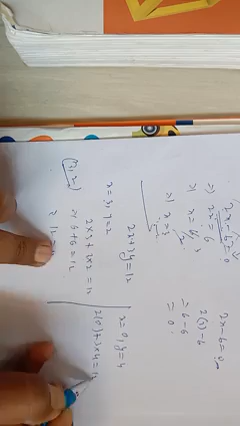 2x-6=0
⇒ 2x = 6
⇒ x = 6/2
⇒ x = 3
2x-6=0
2(3)-6
= 6-6
= 0
2x+3y=12
x=3, y=2
2×3+3×2=12
⇒ 6+6=12
x=0, y=4
2(0)+3×4=12